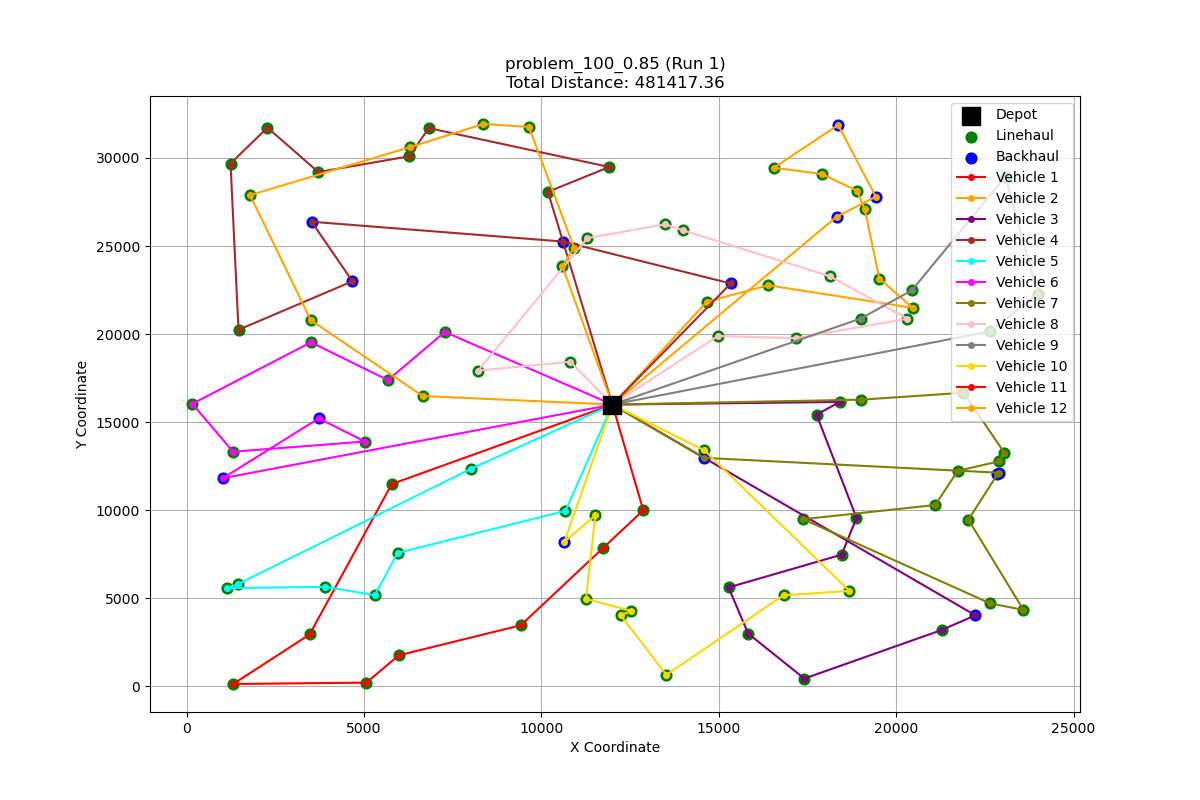 problem_100_0.85 (Run 1)
Total Distance: 481417.36
Depot
Linehaul
Backhaul
Vehicle 1
Vehicle 2
Vehicle 3
Vehicle 4
Vehicle 5
Vehicle 6
Vehicle 7
Vehicle 8
Vehicle 9
Vehicle 10
Vehicle 11
Vehicle 12
Y Coordinate
30000
25000
20000
15000
10000
5000
0
0 5000 10000 15000 20000 25000
X Coordinate